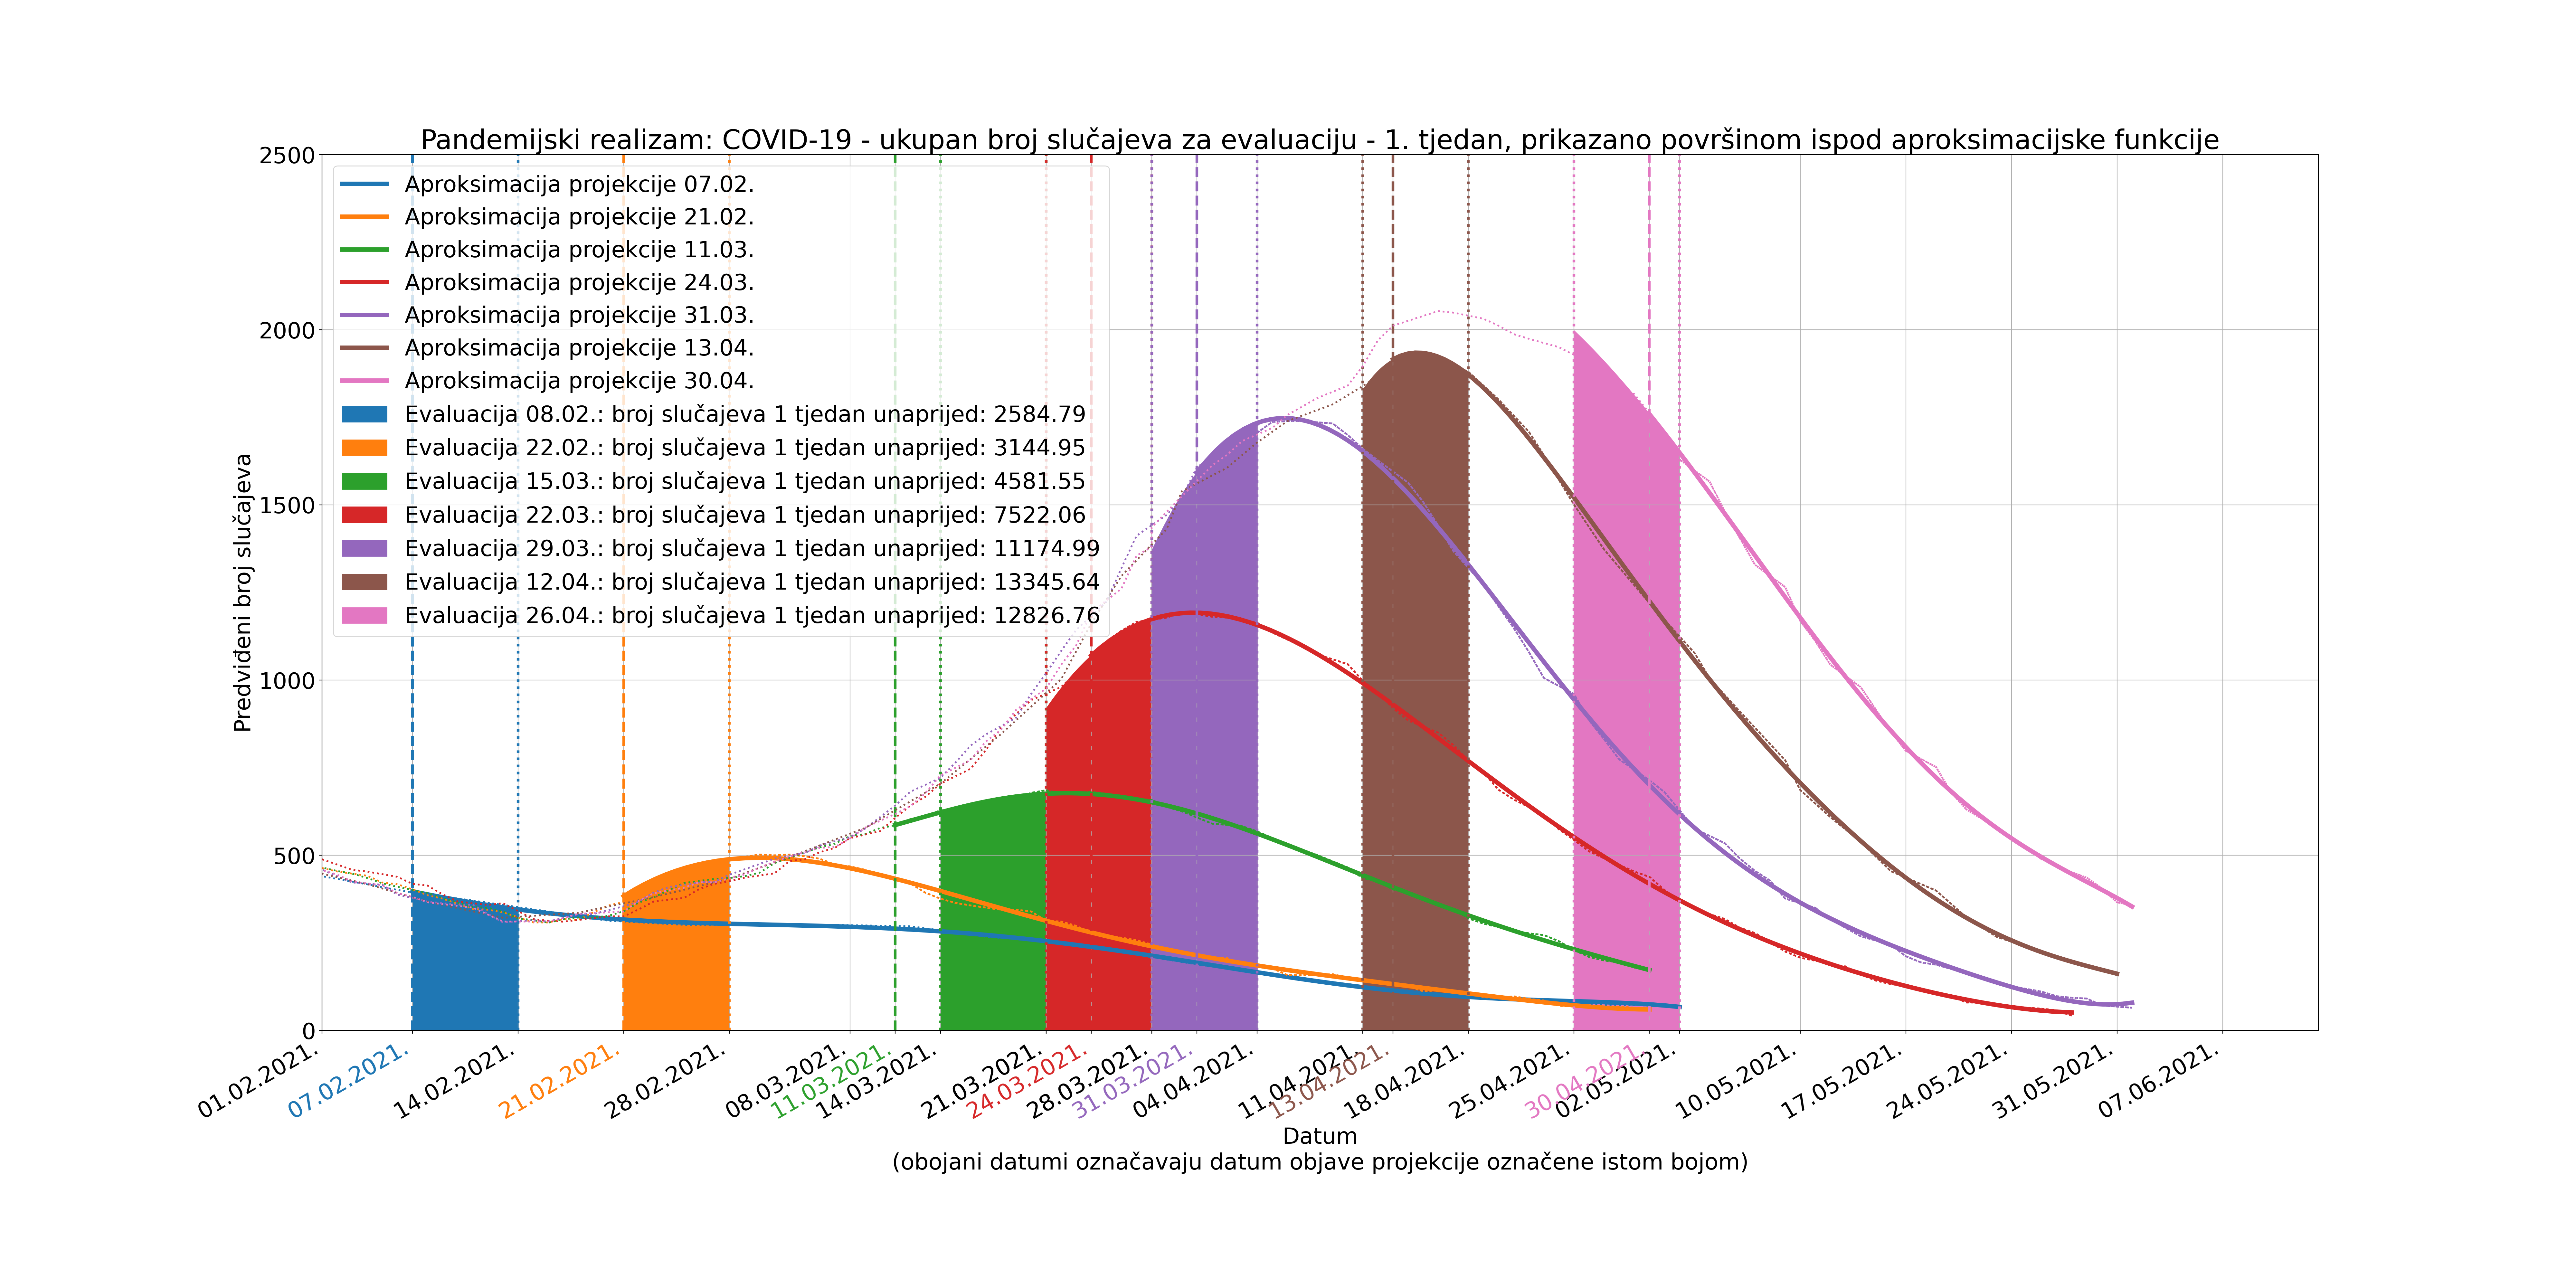 Pandemijski realizam: COVID-19 - ukupan broj slučajeva za evaluaciju - 1. tjedan, prikazano površinom ispod aproksimacijske funkcije
2500
2000
1500
1000
500
0
Predviđeni broj slučajeva
Aproksimacija projekcije 07.02.
Aproksimacija projekcije 21.02.
Aproksimacija projekcije 11.03.
Aproksimacija projekcije 24.03.
Aproksimacija projekcije 31.03.
Aproksimacija projekcije 13.04.
Aproksimacija projekcije 30.04.
Evaluacija 08.02.: broj slučajeva 1 tjedan unaprijed: 2584.79
Evaluacija 22.02.: broj slučajeva 1 tjedan unaprijed: 3144.95
Evaluacija 15.03.: broj slučajeva 1 tjedan unaprijed: 4581.55
Evaluacija 22.03.: broj slučajeva 1 tjedan unaprijed: 7522.06
Evaluacija 29.03.: broj slučajeva 1 tjedan unaprijed: 11174.99
Evaluacija 12.04.: broj slučajeva 1 tjedan unaprijed: 13345.64
Evaluacija 26.04.: broj slučajeva 1 tjedan unaprijed: 12826.76
01.02.2021.
07.02.2021.
14.02.2021.
21.02.2021.
28.02.2021.
08.03.2021.
11.03.2021.
14.03.2021.
21.03.2021.
24.03.2021.
28.03.2021.
31.03.2021.
04.04.2021.
11.04.2021.
13.04.2021.
18.04.2021.
25.04.2021.
30.04.2021.
02.05.2021.
10.05.2021.
17.05.2021.
24.05.2021.
31.05.2021.
07.06.2021.
Datum
(obojani datumi označavaju datum objave projekcije označene istom bojom)